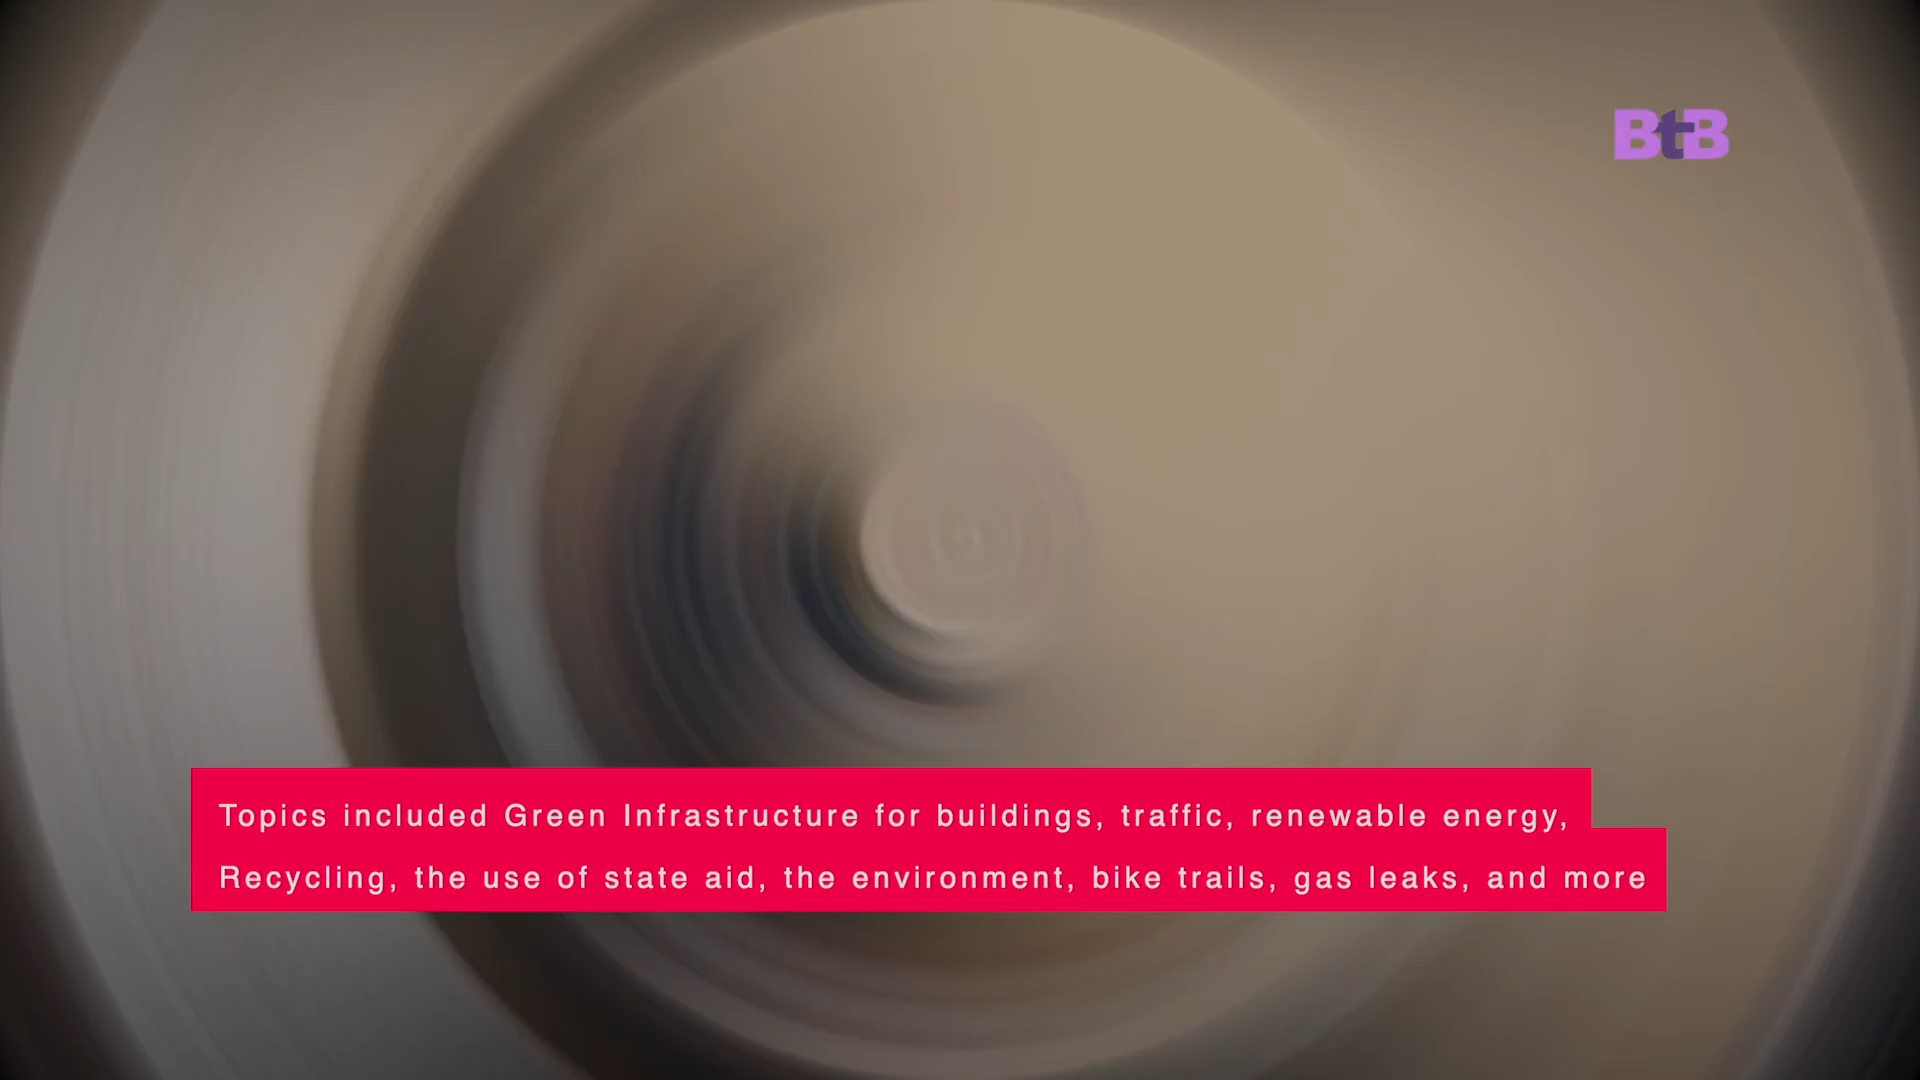 BtB
Topics included Green Infrastructure for buildings, traffic, renewable energy,
Recycling, the use of state aid, the environment, bike trails, gas leaks, and more